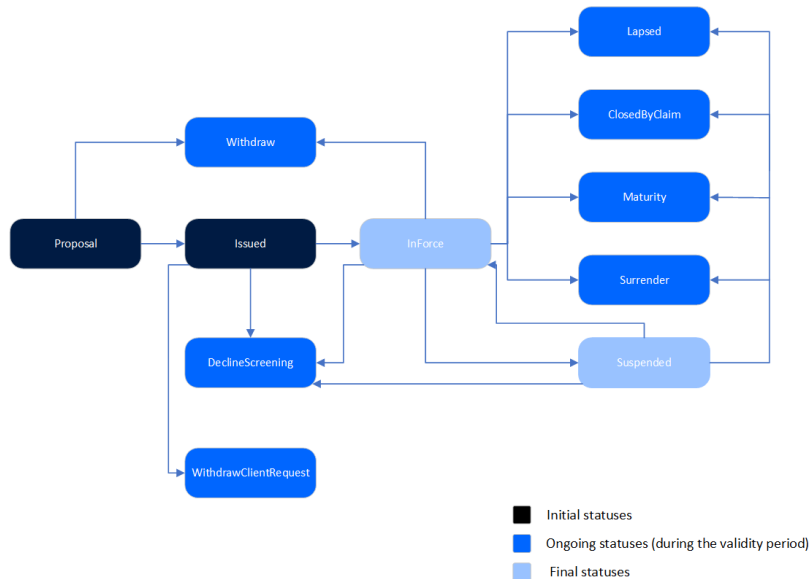 Lapsed
ClosedByClaim
Withdraw
Maturity
Proposal
Issued
InForce
Surrender
DeclineScreening
Suspended
WithdrawClientRequest
Initial statuses
Ongoing statuses (during the validity period)
Final statuses